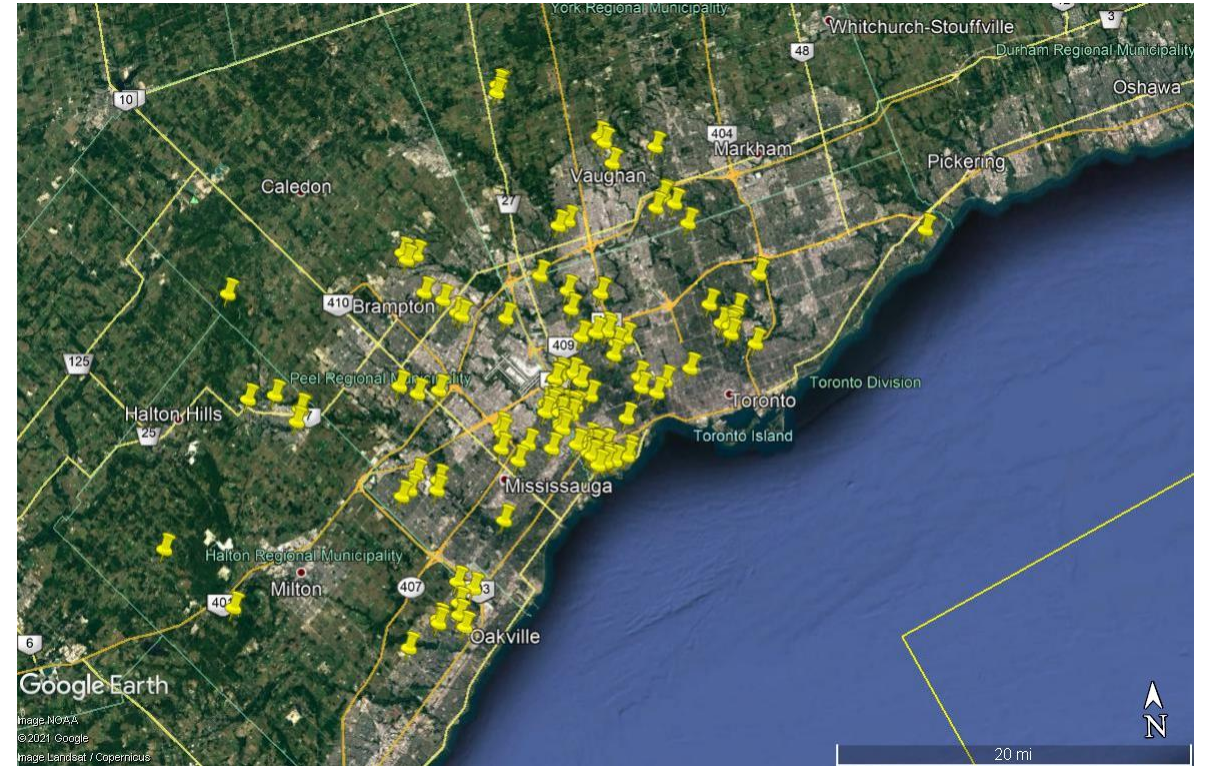 York Regional Municipality
Whitchurch-Stouffville
3
48
Durham Regional Municipality
Oshawa
10
404
Markham
Pickering
Vaughan
Caledon
27
410
Brampton
409
125
Peel Regional Municipality
Toronto Division
Halton Hills
7
Toronto
25
Toronto Island
Mississauga
Halton Regional Municipality
Milton
407
3
401
Oakville
6
Google Earth
Image NOAA
©2021 Google
Image Landsat / Copernicus
N
20 mi